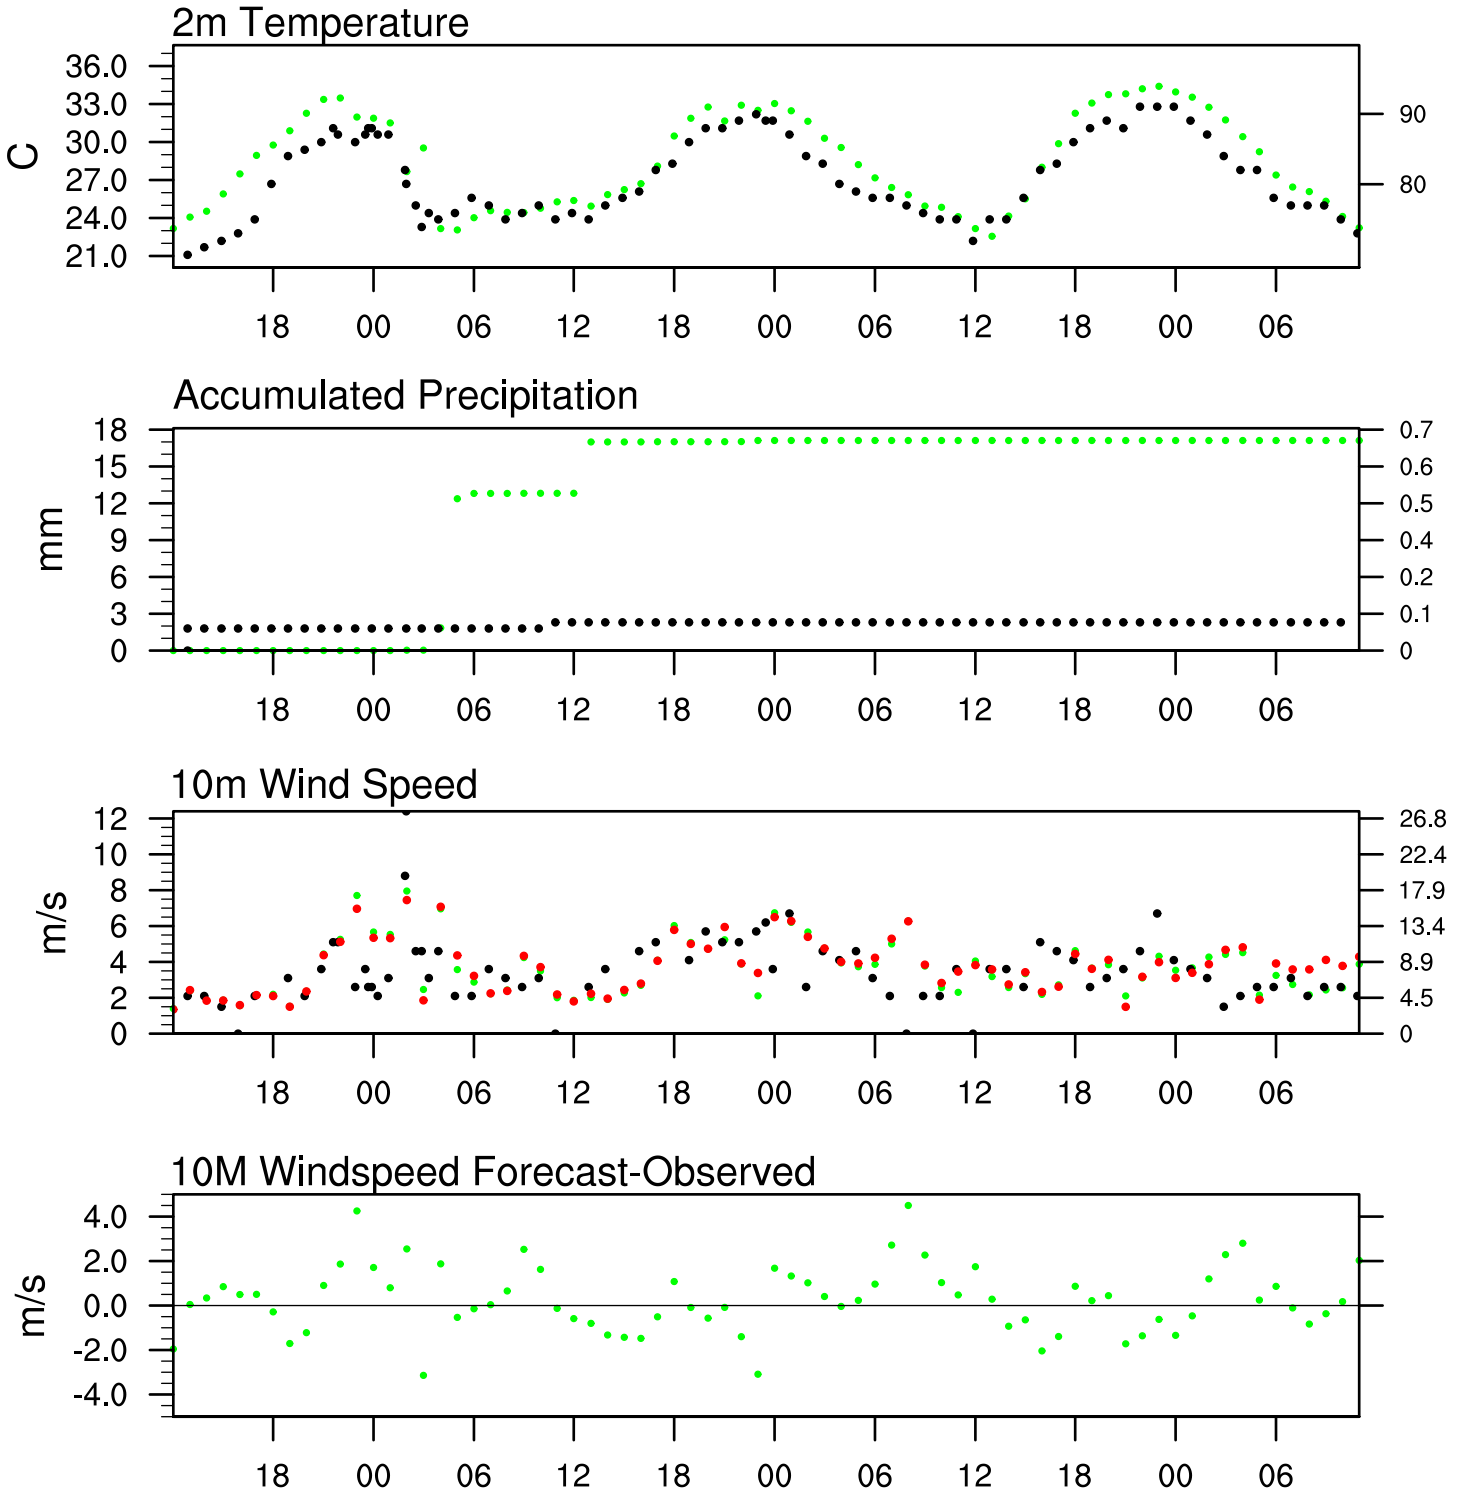 2m Temperature
36.0
33.0
90
30.0
C
27.0
80
24.0
21.0
18 00 06 12 18 00 06 12 18 00 06
Accumulated Precipitation
18 0.7
15 0.6
12 0.5
mm
9 0.4
6 0.2
3 0.1
0 0
18 00 06 12 18 00 06 12 18 00 06
10m Wind Speed
12 26.8
10 22.4
8 17.9
m/s
6 13.4
4 8.9
2 4.5
0 0
18 00 06 12 18 00 06 12 18 00 06
10M Windspeed Forecast-Observed
4.0
2.0
m/s
0.0
-2.0
-4.0
18 00 06 12 18 00 06 12 18 00 06